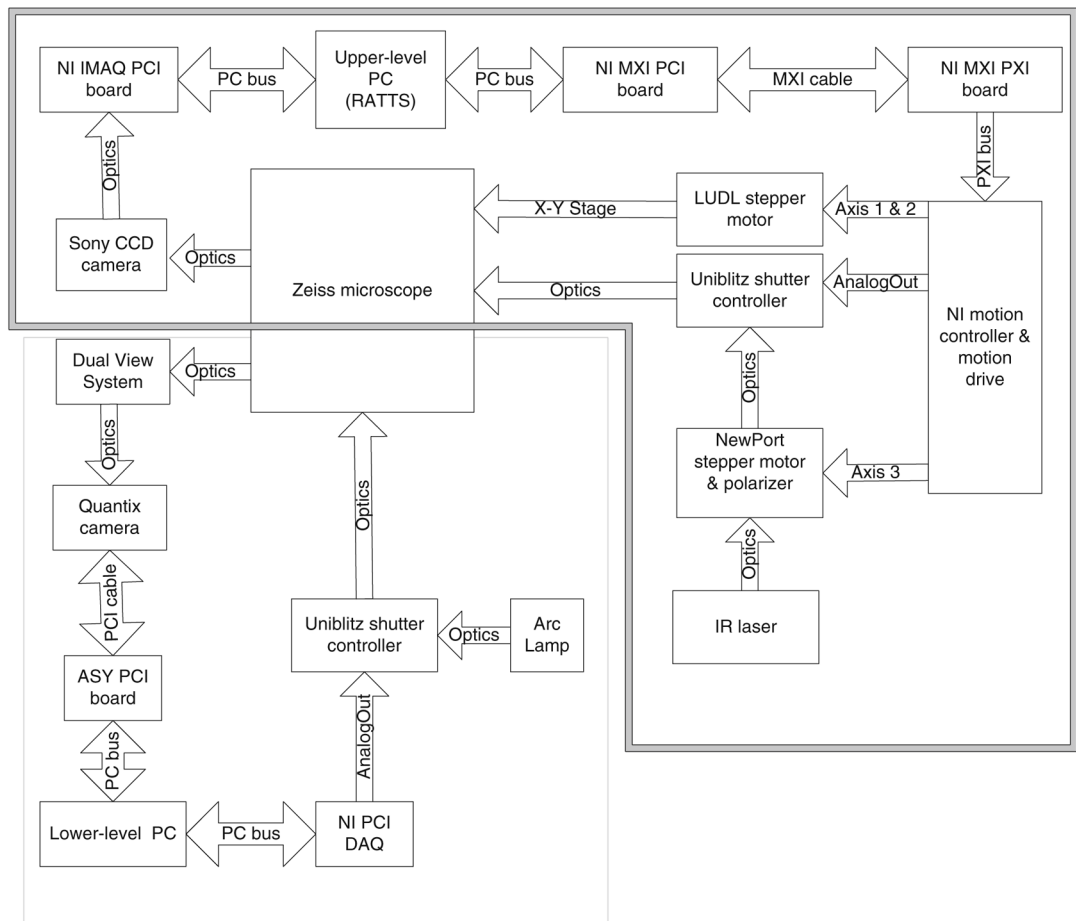 NI IMAQ PCI
board
PC bus
Upper-level
PC
(RATTS)
PC bus
NI MXI PCI
board
MXI cable
NI MXI PXI
board
Optics
PXI bus
Sony CCD
camera
Optics
Zeiss microscope
X-Y Stage
LUDL stepper
motor
Axis 1 & 2
Optics
Uniblitz shutter
controller
AnalogOut
NI motion
controller &
motion
drive
Optics
NewPort
stepper motor
& polarizer
Axis 3
Optics
IR laser
Dual View
System
Optics
Optics
Quantix
camera
PCI cable
ASY PCI
board
PC bus
Lower-level PC
PC bus
NI PCI
DAQ
AnalogOut
Uniblitz shutter
controller
Optics
Arc
Lamp
Optics